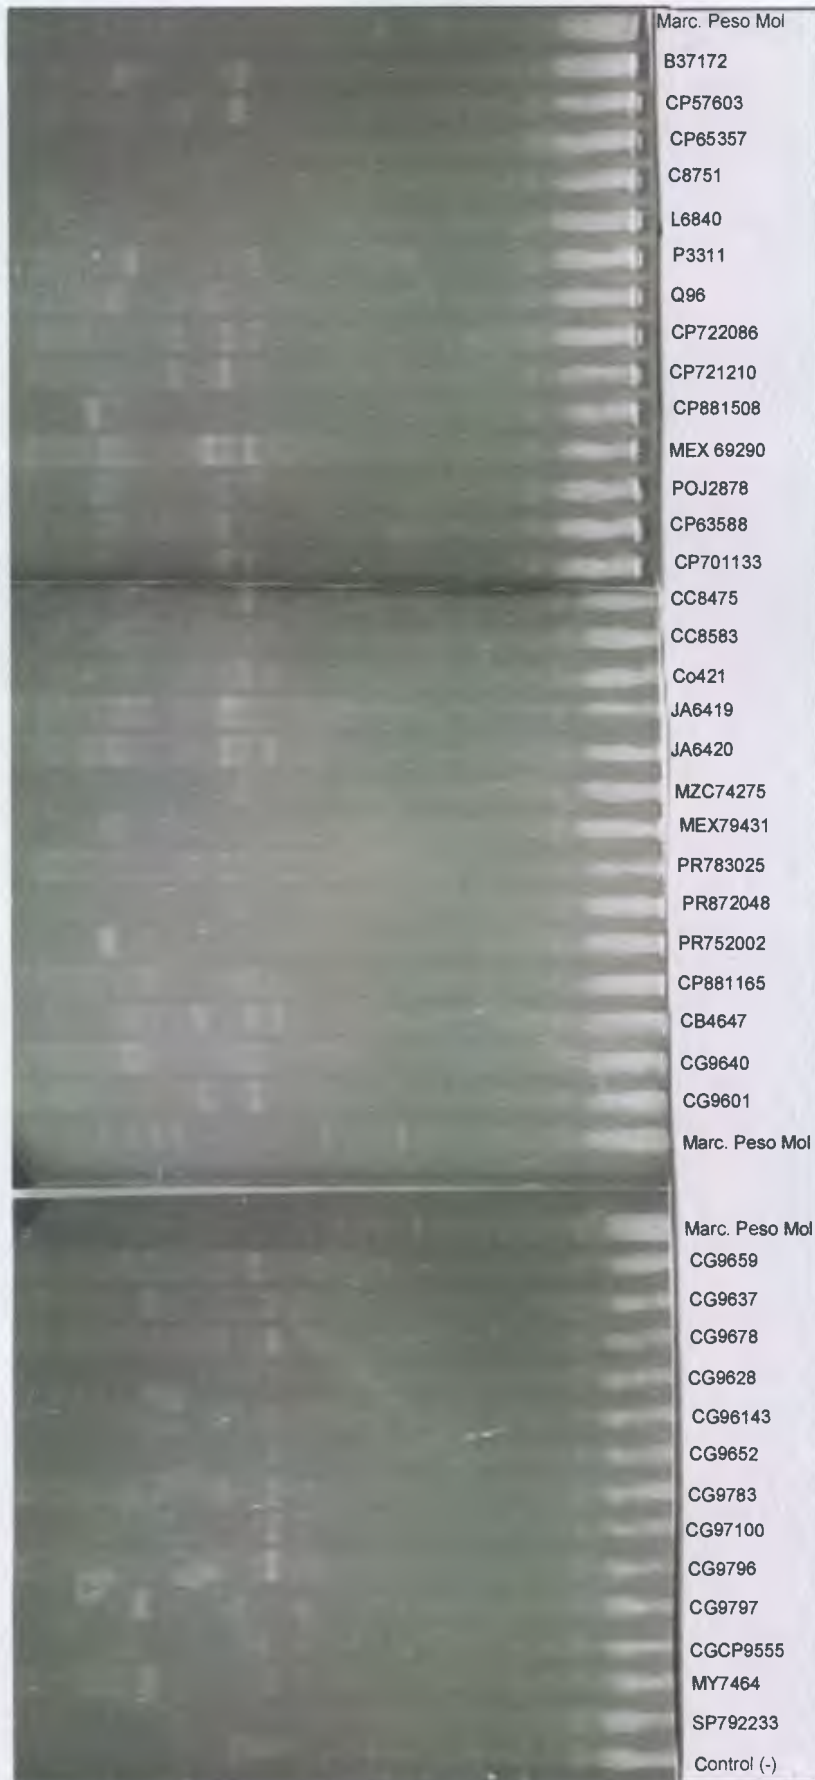 Marc. Peso Mol
B37172
CP57603
CP65357
C8751
L6840
P3311
Q96
CP722086
CP721210
CP881508
MEX 69290
POJ2878
CP63588
CP701133
CC8475
CC8583
Co421
JA6419
JA6420
MZC74275
MEX79431
PR783025
PR872048
PR752002
CP881165
CB4647
CG9640
CG9601
Marc. Peso Mol
Marc. Peso Mol
CG9659
CG9637
CG9678
CG9628
CG96143
CG9652
CG9783
CG97100
CG9796
CG9797
CGCP9555
MY7464
SP792233
Control (-)